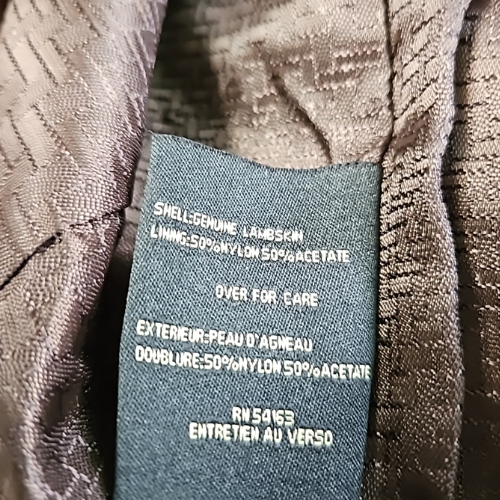 SHELL:GENUINE LAMBSKIN
LINING:50%NYLON 50%ACETATE
OVER FOR CARE
EXTERIEUR:PEAU D'AGNEAU
DOUBLURE:50%NYLON 50%ACETATE
RN 54163
ENTRETIEN AU VERSO